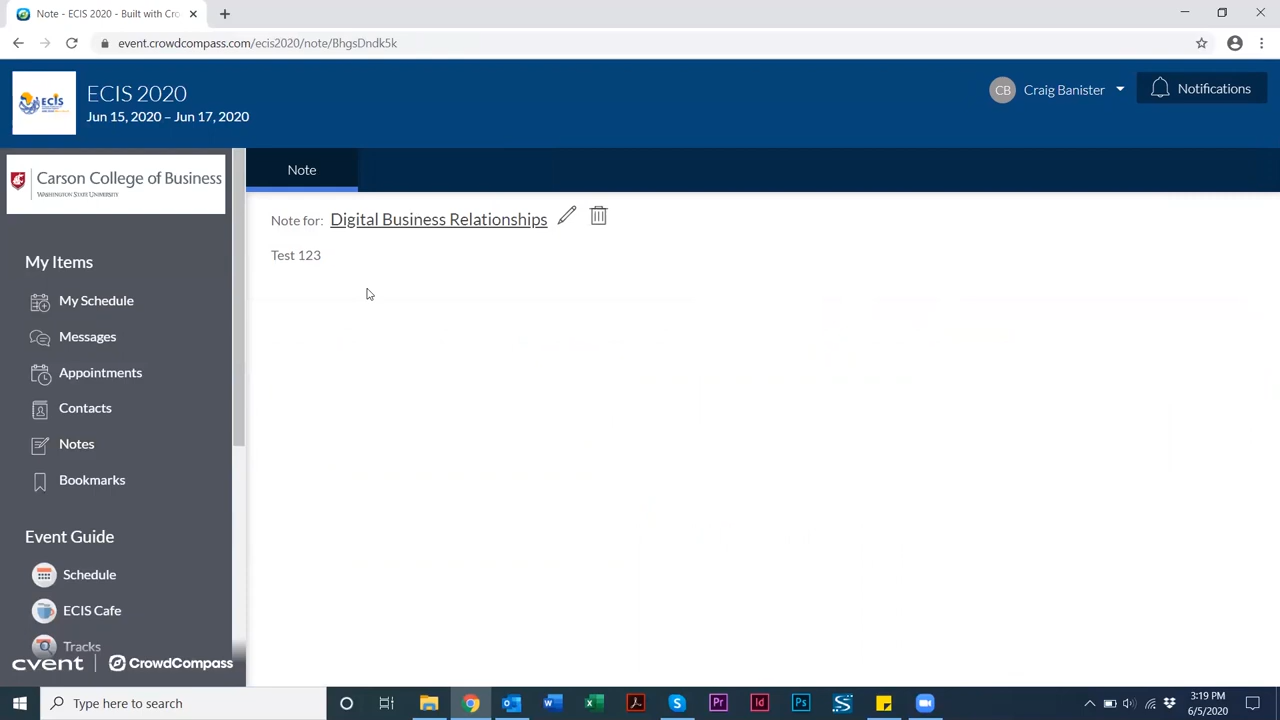 Note - ECIS 2020 - Built with Cro
event.crowdcompass.com/ecis2020/note/BhgsDndk5k
ECIS
ECIS 2020
Jun 15, 2020 – Jun 17, 2020
CB
Craig Banister
Notifications
Carson College of Business
WASHINGTON STATE UNIVERSITY
Note
Note for: Digital Business Relationships
Test 123
My Items
My Schedule
Messages
Appointments
Contacts
Notes
Bookmarks
Event Guide
Schedule
ECIS Cafe
Tracks
cvent | CrowdCompass
Type here to search
3:19 PM
6/5/2020